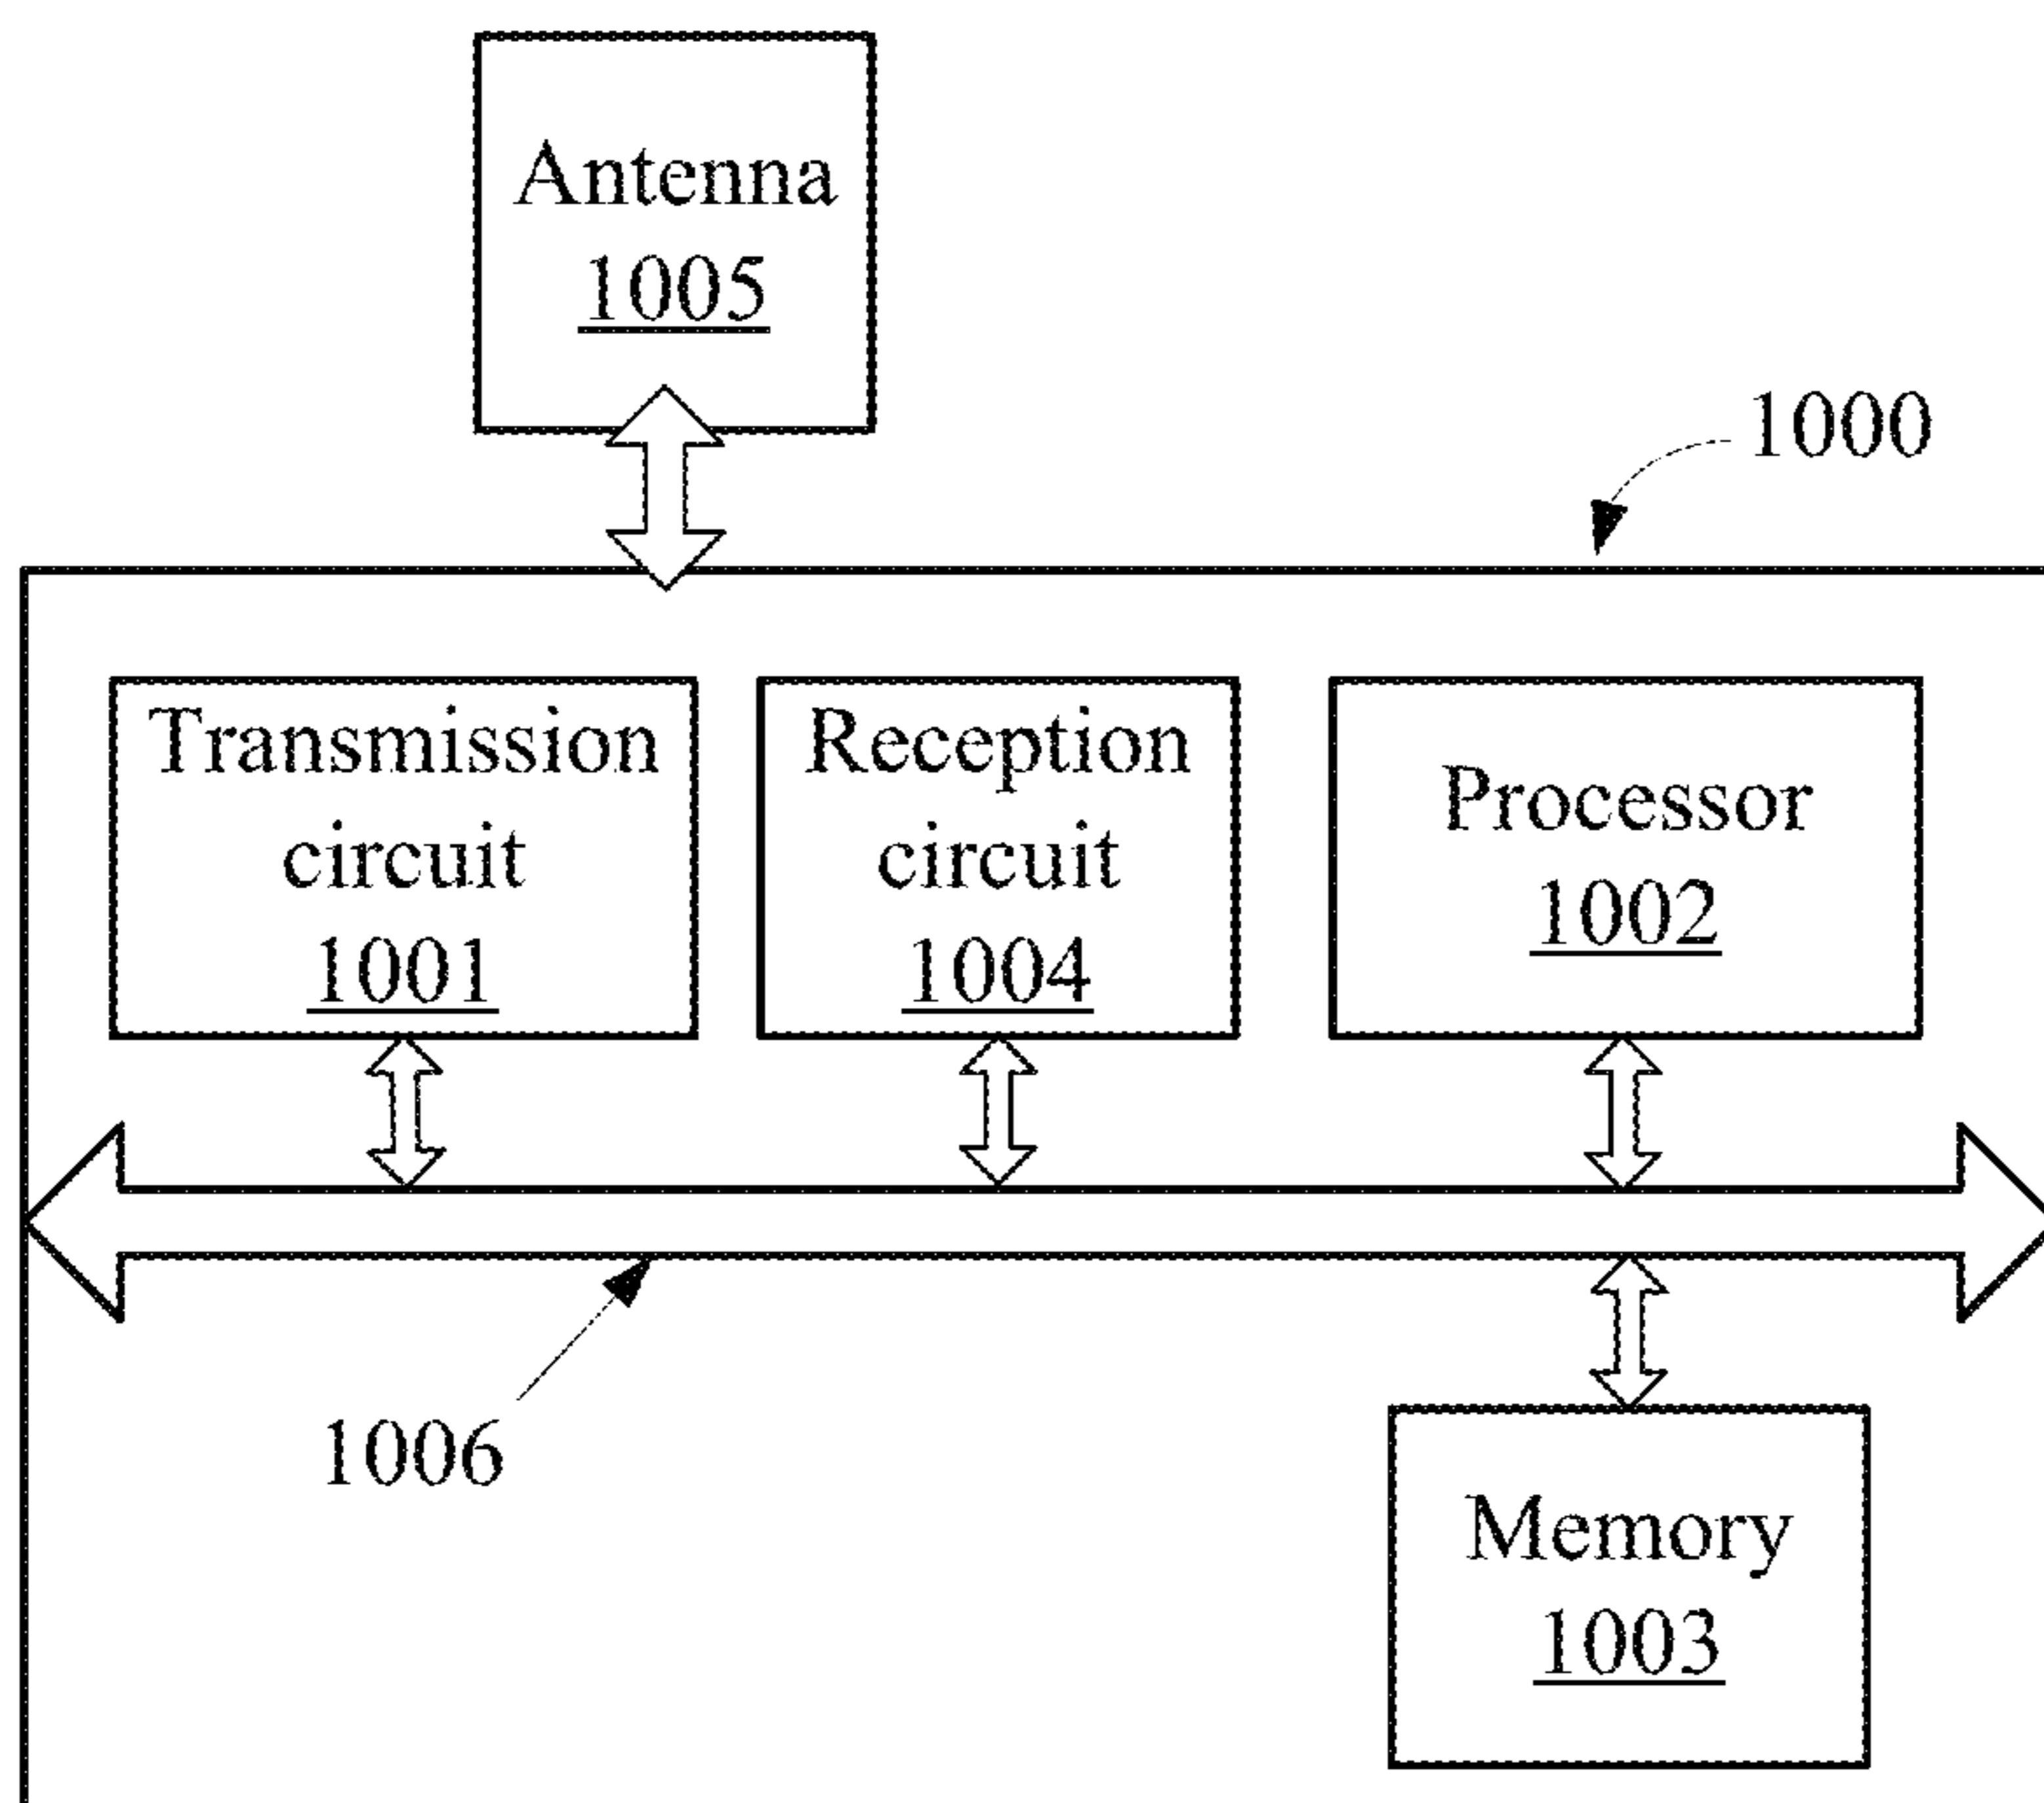 Antenna
1005
1000
Transmission
circuit
1001
Reception
circuit
1004
Processor
1002
1006
Memory
1003